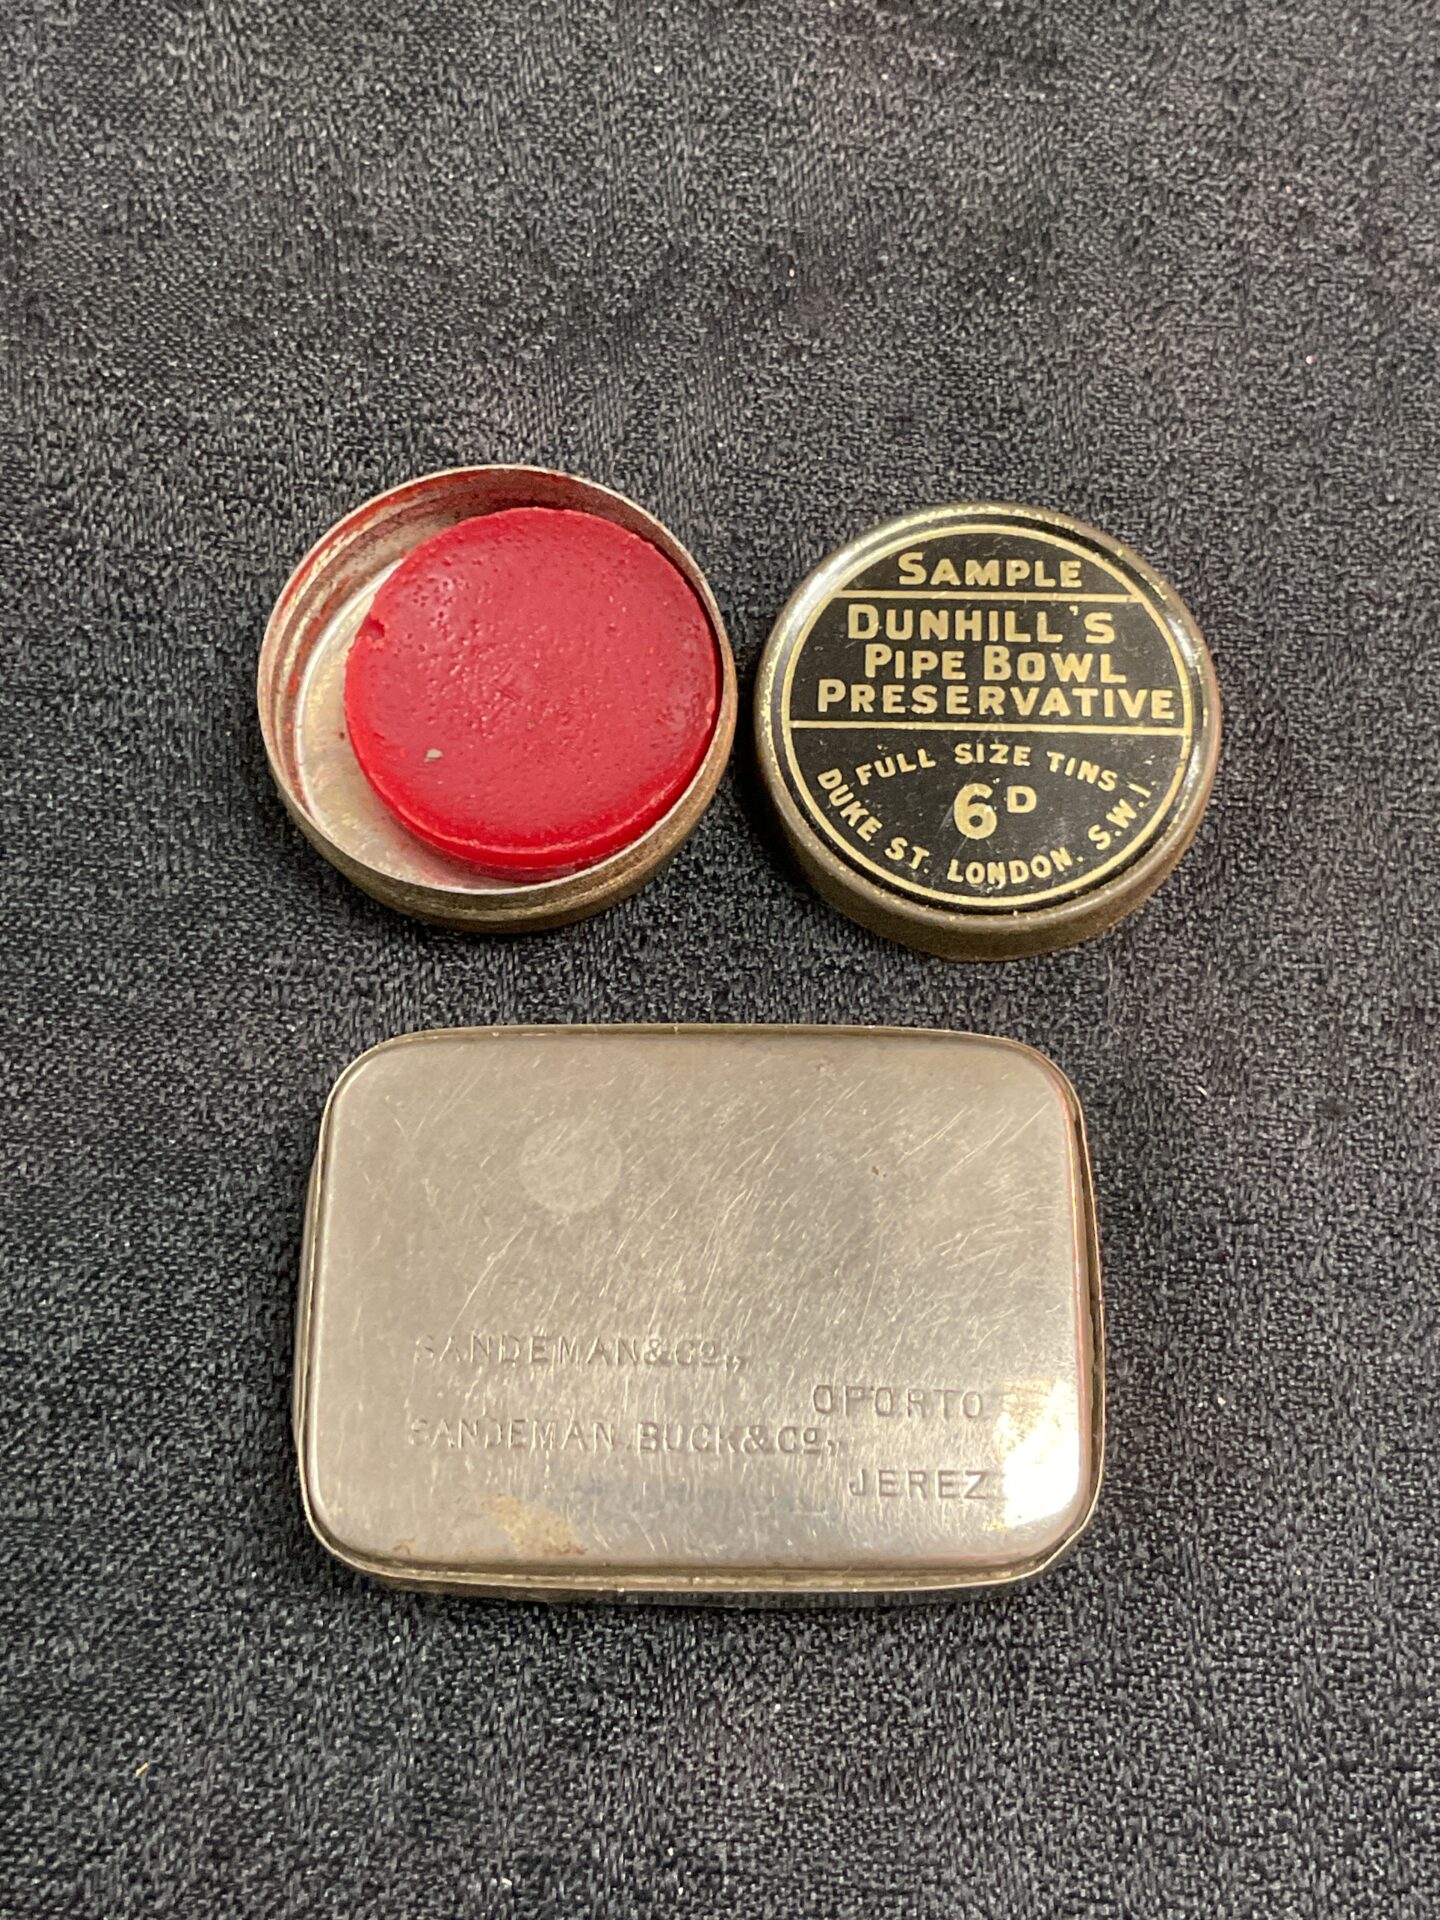 SAMPLE
DUNHILL'S
PIPE BOWL
PRESERVATIVE
FULL SIZE TINS
6D
DUKE ST. LONDON. S.W.1.
SANDEMAN & Co.,
OPORTO
SANDEMAN BUCK & Co.,
JEREZ